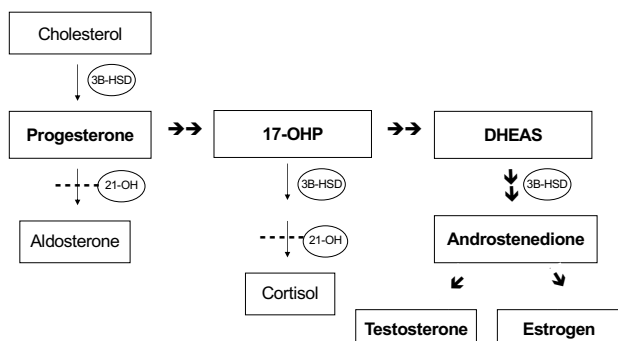 Cholesterol
3B-HSD
Progesterone
17-OHP
DHEAS
21-OH
3B-HSD
3B-HSD
Aldosterone
21-OH
Androstenedione
Cortisol
Testosterone
Estrogen